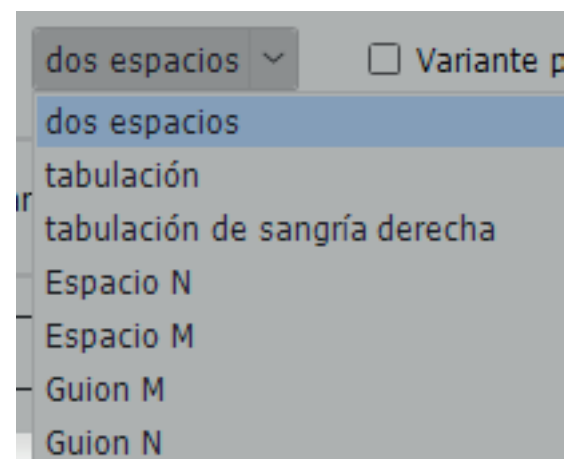 dos espacios Variante p
dos espacios
tabulación
tabulación de sangría derecha
Espacio N
Espacio M
Guion M
Guion N